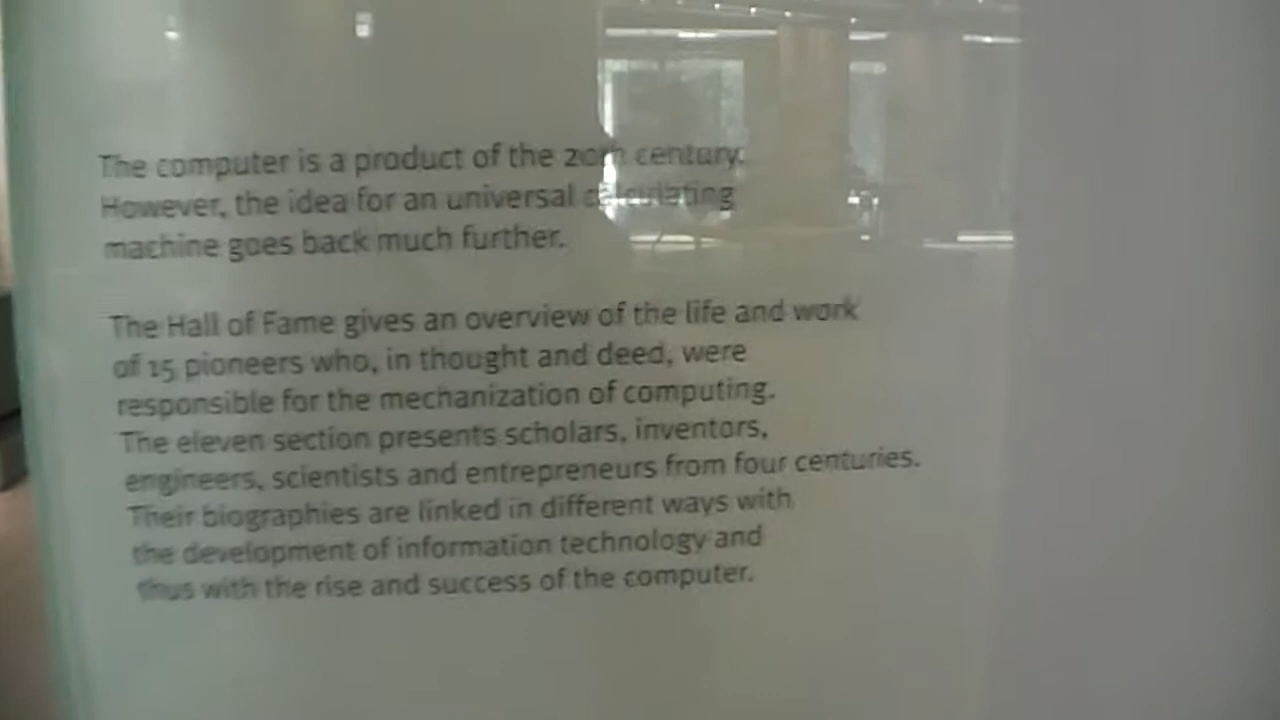 The computer is a product of the 20th century.
However, the idea for an universal calculating
machine goes back much further.
The Hall of Fame gives an overview of the life and work
of 15 pioneers who, in thought and deed, were
responsible for the mechanization of computing.
The eleven section presents scholars, inventors,
engineers, scientists and entrepreneurs from four centuries.
Their biographies are linked in different ways with
the development of information technology and
thus with the rise and success of the computer.